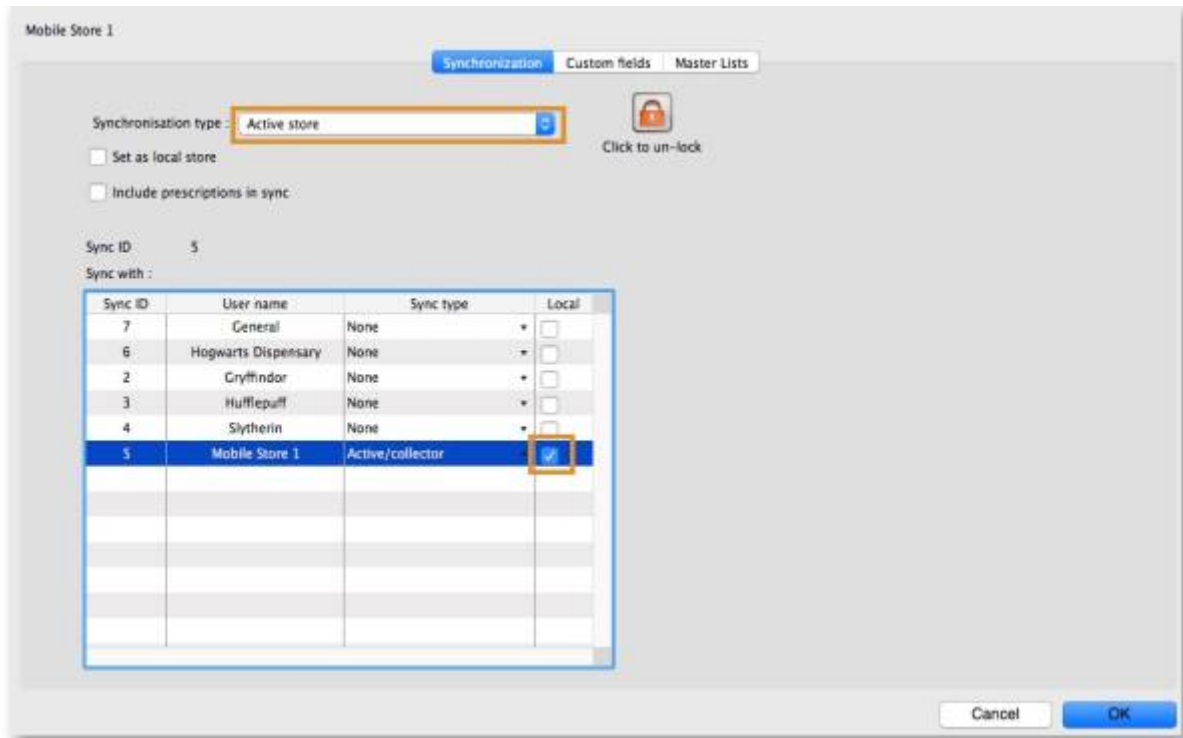 Mobile Store 1
Synchronization Custom fields Master Lists
Synchronisation type : Active store
Click to un-lock
Set as local store
Include prescriptions in sync
Sync ID 5
Sync with :
Sync ID User name Sync type Local
7 General None
6 Hogwarts Dispensary None
2 Gryffindor None
3 Hufflepuff None
4 Slytherin None
5 Mobile Store 1 Active/collector
Cancel OK